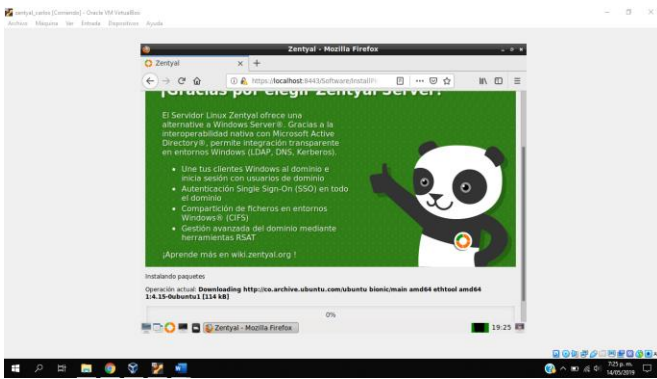 zentyal_carlos [Corriendo] - Oracle VM VirtualBox
Archivo Máquina Ver Entrada Dispositivos Ayuda
Zentyal - Mozilla Firefox
Zentyal
https://localhost:8443/Software/InstallP
¡Gracias por elegir Zentyal Server!
El Servidor Linux Zentyal ofrece una
alternative a Windows Server®. Gracias a la
interoperabilidad nativa con Microsoft Active
Directory®, permite integración transparente
en entornos Windows (LDAP, DNS, Kerberos).
• Une tus clientes Windows al dominio e
inicia sesión con usuarios de dominio
• Autenticación Single Sign-On (SSO) en todo
el dominio
• Compartición de ficheros en entornos
Windows® (CIFS)
• Gestión avanzada del dominio mediante
herramientas RSAT
¡Aprende más en wiki.zentyal.org !
Instalando paquetes
Operación actual: Downloading http://co.archive.ubuntu.com/ubuntu bionic/main amd64 ethtool amd64
1:4.15-0ubuntu1 [114 kB]
0%
Zentyal - Mozilla Firefox
19:25
7:25 p. m.
14/05/2019